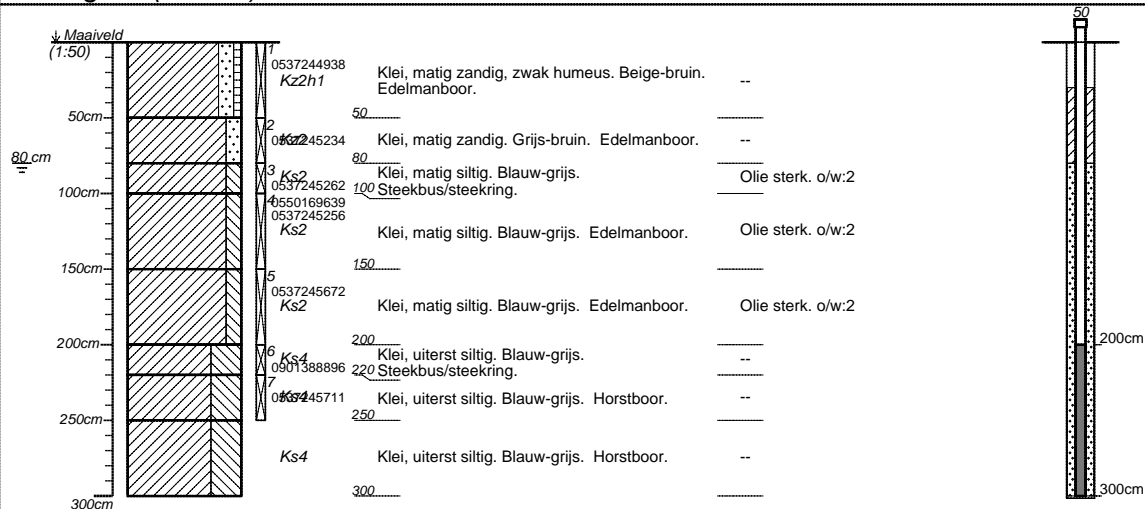 Maaiveld
(1:50)
50
1
0537244938
Kz2h1
Klei, matig zandig, zwak humeus. Beige-bruin.
Edelmanboor.
--
50cm
50
2
Kz2
0537245234
Klei, matig zandig. Grijs-bruin. Edelmanboor.
--
80 cm
80
3
Ks2
0537245262
Klei, matig siltig. Blauw-grijs.
Steekbus/steekring.
Olie sterk. o/w:2
100cm
100
4
0550169639
0537245256
Ks2
Klei, matig siltig. Blauw-grijs. Edelmanboor.
Olie sterk. o/w:2
150cm
150
5
0537245672
Ks2
Klei, matig siltig. Blauw-grijs. Edelmanboor.
Olie sterk. o/w:2
200cm
200
200cm
6
Ks4
0901388896
Klei, uiterst siltig. Blauw-grijs.
Steekbus/steekring.
--
220
7
Ks4
0537245711
Klei, uiterst siltig. Blauw-grijs. Horstboor.
--
250cm
250
Ks4
Klei, uiterst siltig. Blauw-grijs. Horstboor.
--
300cm
300
300cm